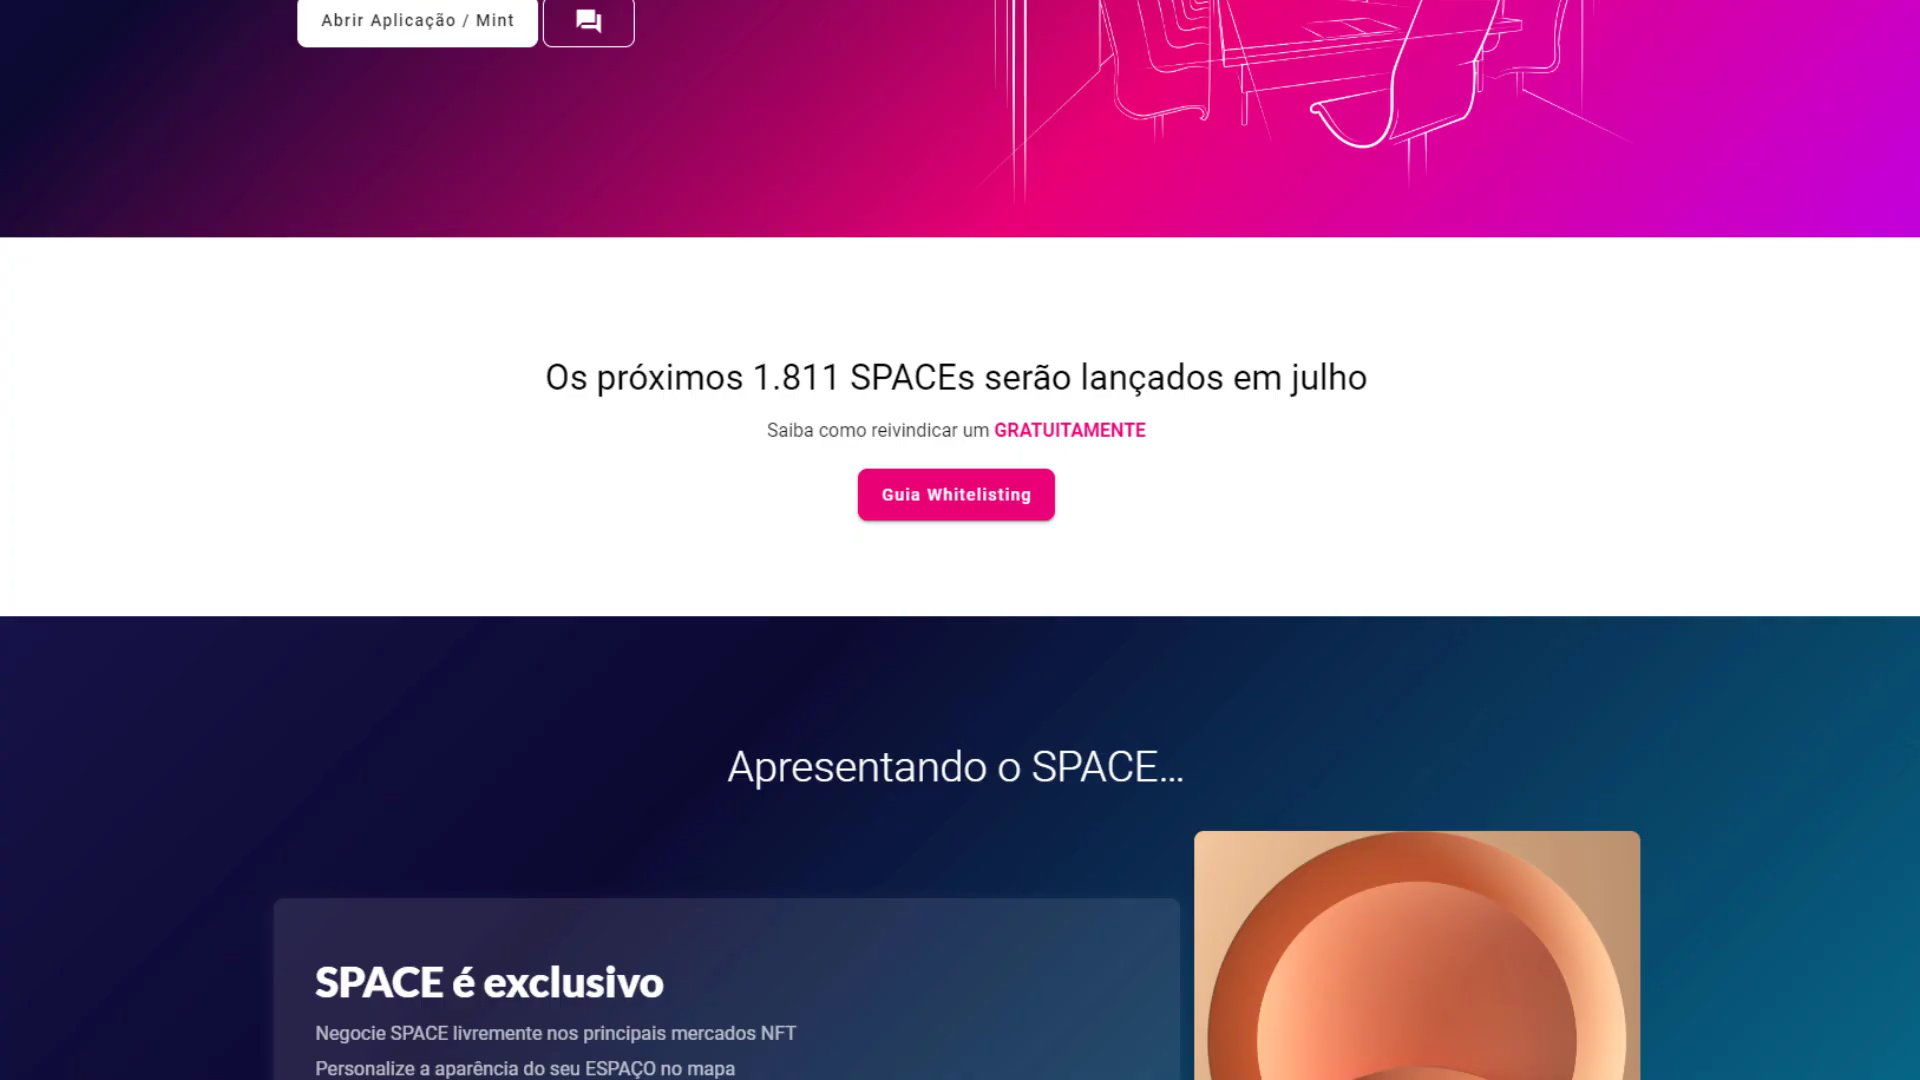 Abrir Aplicação / Mint
Os próximos 1.811 SPACEs serão lançados em julho
Saiba como reivindicar um GRATUITAMENTE
Guia Whitelisting
Apresentando o SPACE...
SPACE é exclusivo
Negocie SPACE livremente nos principais mercados NFT
Personalize a aparência do seu ESPAÇO no mapa